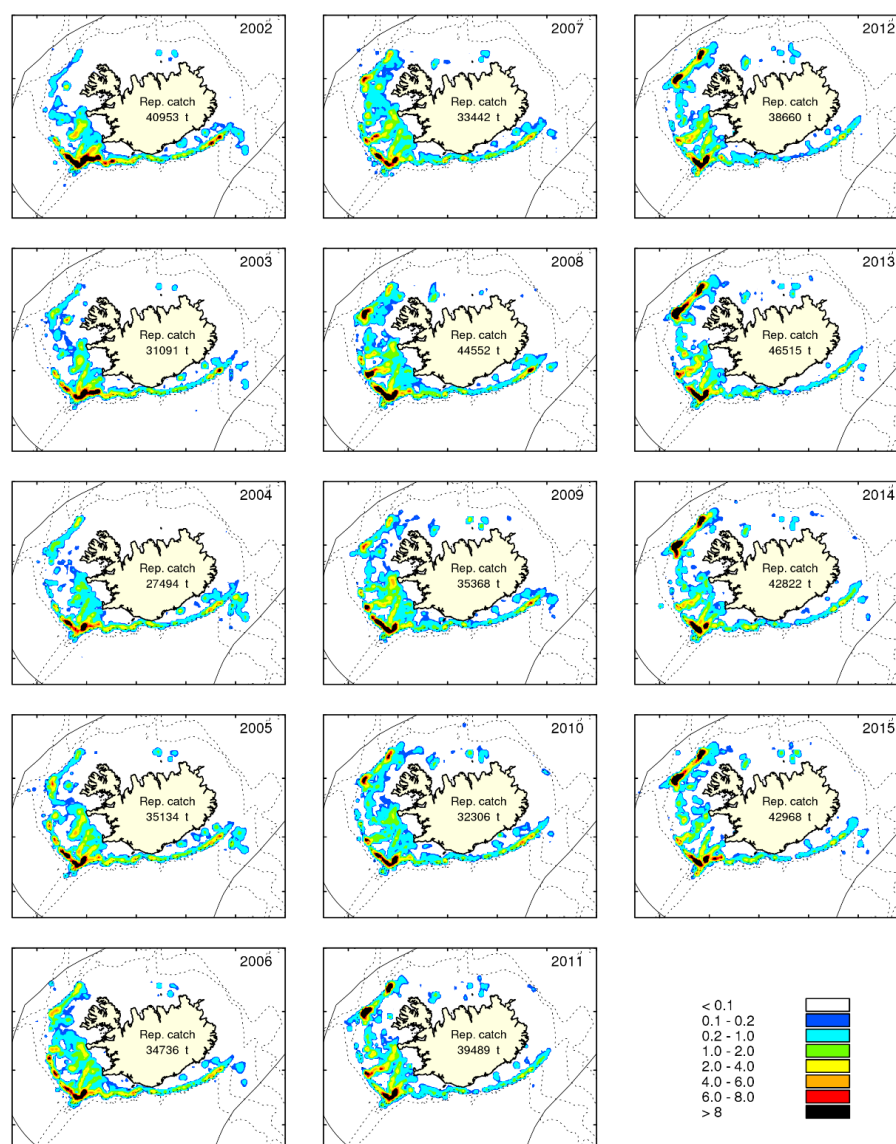 2002
Rep. catch
40953 t
2007
Rep. catch
33442 t
2012
Rep. catch
38660 t
2003
Rep. catch
31091 t
2008
Rep. catch
44552 t
2013
Rep. catch
46515 t
2004
Rep. catch
27494 t
2009
Rep. catch
35368 t
2014
Rep. catch
42822 t
2005
Rep. catch
35134 t
2010
Rep. catch
32306 t
2015
Rep. catch
42968 t
2006
Rep. catch
34736 t
2011
Rep. catch
39489 t
< 0.1
0.1 - 0.2
0.2 - 1.0
1.0 - 2.0
2.0 - 4.0
4.0 - 6.0
6.0 - 8.0
> 8